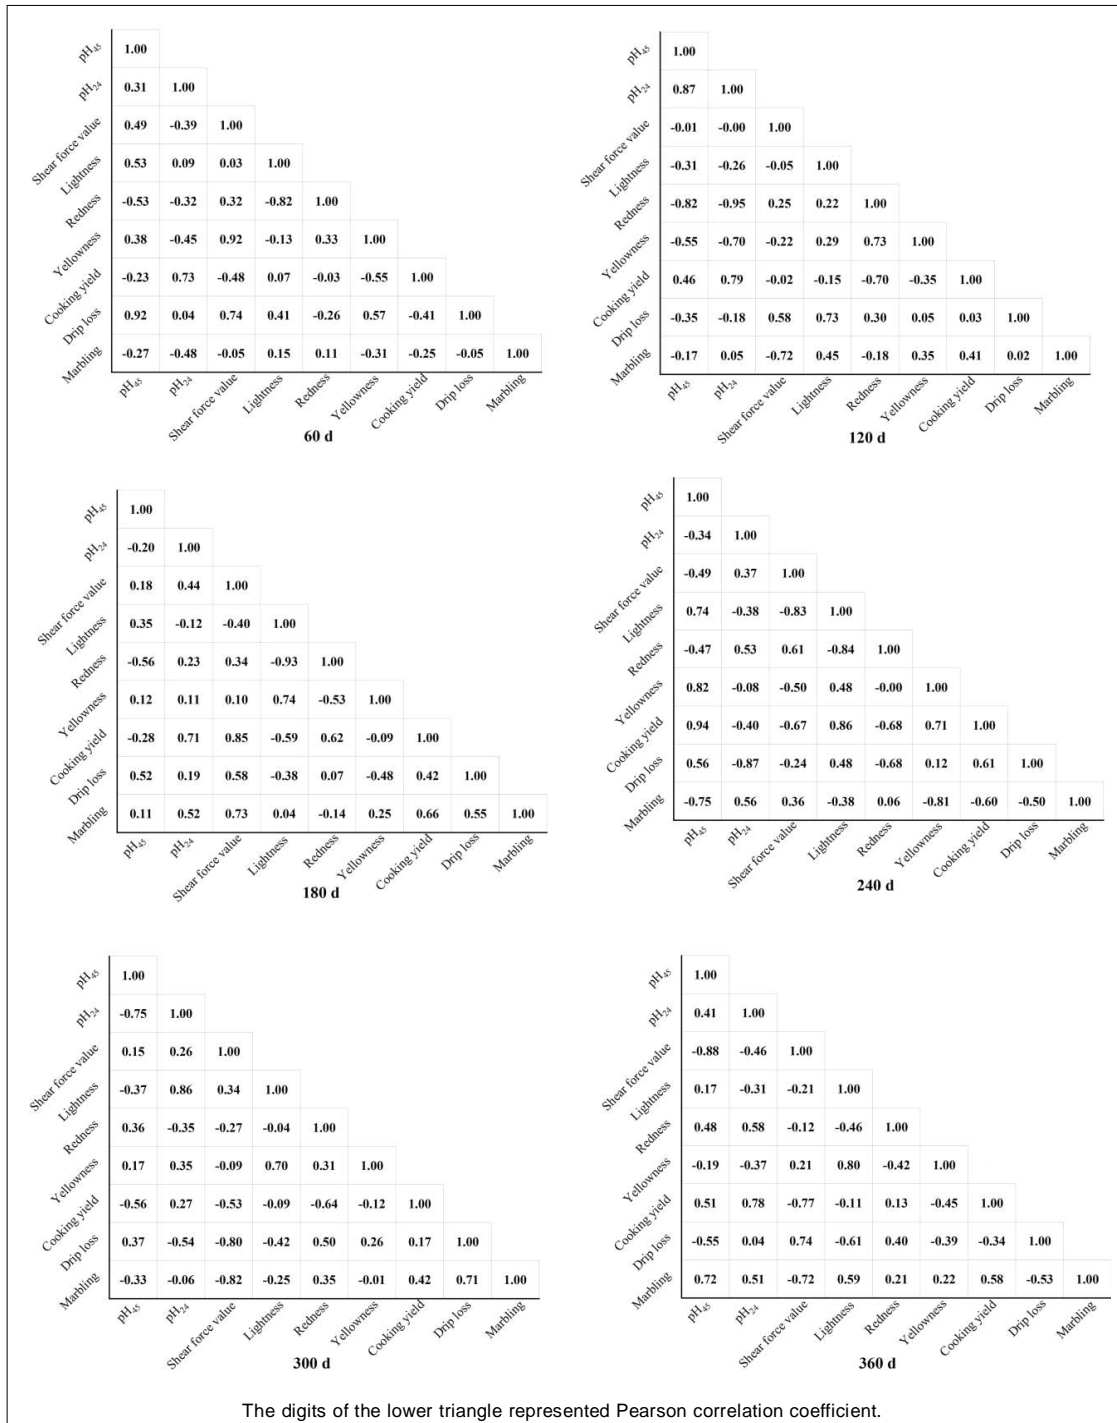 pH45 1.00
pH24 0.31 1.00
Shear force value 0.49 -0.39 1.00
Lightness 0.53 0.09 0.03 1.00
Redness -0.53 -0.32 0.32 -0.82 1.00
Yellowness 0.38 -0.45 0.92 -0.13 0.33 1.00
Cooking yield -0.23 0.73 -0.48 0.07 -0.03 -0.55 1.00
Drip loss 0.92 0.04 0.74 0.41 -0.26 0.57 -0.41 1.00
Marbling -0.27 -0.48 -0.05 0.15 0.11 -0.31 -0.25 -0.05 1.00
pH45 pH24 Shear force value Lightness Redness Yellowness Cooking yield Drip loss Marbling
60 d
pH45 1.00
pH24 0.87 1.00
Shear force value -0.01 -0.00 1.00
Lightness -0.31 -0.26 -0.05 1.00
Redness -0.82 -0.95 0.25 0.22 1.00
Yellowness -0.55 -0.70 -0.22 0.29 0.73 1.00
Cooking yield 0.46 0.79 -0.02 -0.15 -0.70 -0.35 1.00
Drip loss -0.35 -0.18 0.58 0.73 0.30 0.05 0.03 1.00
Marbling -0.17 0.05 -0.72 0.45 -0.18 0.35 0.41 0.02 1.00
pH45 pH24 Shear force value Lightness Redness Yellowness Cooking yield Drip loss Marbling
120 d
pH45 1.00
pH24 -0.20 1.00
Shear force value 0.18 0.44 1.00
Lightness 0.35 -0.12 -0.40 1.00
Redness -0.56 0.23 0.34 -0.93 1.00
Yellowness 0.12 0.11 0.10 0.74 -0.53 1.00
Cooking yield -0.28 0.71 0.85 -0.59 0.62 -0.09 1.00
Drip loss 0.52 0.19 0.58 -0.38 0.07 -0.48 0.42 1.00
Marbling 0.11 0.52 0.73 0.04 -0.14 0.25 0.66 0.55 1.00
pH45 pH24 Shear force value Lightness Redness Yellowness Cooking yield Drip loss Marbling
180 d
pH45 1.00
pH24 -0.34 1.00
Shear force value -0.49 0.37 1.00
Lightness 0.74 -0.38 -0.83 1.00
Redness -0.47 0.53 0.61 -0.84 1.00
Yellowness 0.82 -0.08 -0.50 0.48 -0.00 1.00
Cooking yield 0.94 -0.40 -0.67 0.86 -0.68 0.71 1.00
Drip loss 0.56 -0.87 -0.24 0.48 -0.68 0.12 0.61 1.00
Marbling -0.75 0.56 0.36 -0.38 0.06 -0.81 -0.60 -0.50 1.00
pH45 pH24 Shear force value Lightness Redness Yellowness Cooking yield Drip loss Marbling
240 d
pH45 1.00
pH24 -0.75 1.00
Shear force value 0.15 0.26 1.00
Lightness -0.37 0.86 0.34 1.00
Redness 0.36 -0.35 -0.27 -0.04 1.00
Yellowness 0.17 0.35 -0.09 0.70 0.31 1.00
Cooking yield -0.56 0.27 -0.53 -0.09 -0.64 -0.12 1.00
Drip loss 0.37 -0.54 -0.80 -0.42 0.50 0.26 0.17 1.00
Marbling -0.33 -0.06 -0.82 -0.25 0.35 -0.01 0.42 0.71 1.00
pH45 pH24 Shear force value Lightness Redness Yellowness Cooking yield Drip loss Marbling
300 d
pH45 1.00
pH24 0.41 1.00
Shear force value -0.88 -0.46 1.00
Lightness 0.17 -0.31 -0.21 1.00
Redness 0.48 0.58 -0.12 -0.46 1.00
Yellowness -0.19 -0.37 0.21 0.80 -0.42 1.00
Cooking yield 0.51 0.78 -0.77 -0.11 0.13 -0.45 1.00
Drip loss -0.55 0.04 0.74 -0.61 0.40 -0.39 -0.34 1.00
Marbling 0.72 0.51 -0.72 0.59 0.21 0.22 0.58 -0.53 1.00
pH45 pH24 Shear force value Lightness Redness Yellowness Cooking yield Drip loss Marbling
360 d
The digits of the lower triangle represented Pearson correlation coefficient.